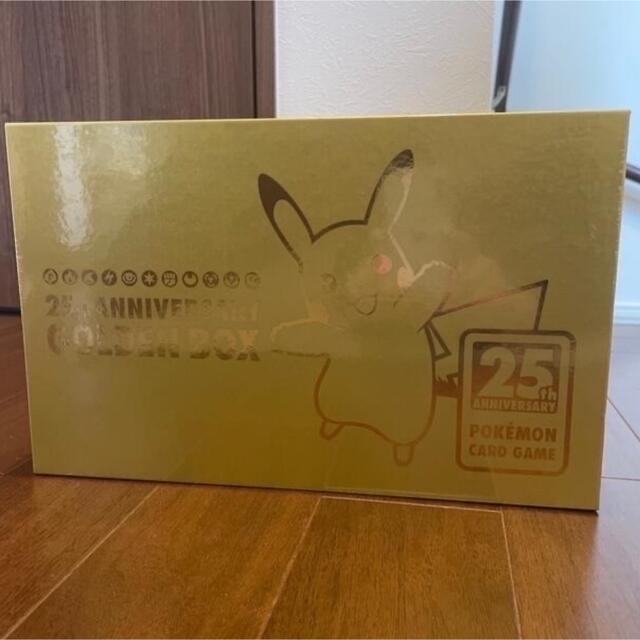 25th ANNIVERSARY
GOLDEN BOX
25th
ANNIVERSARY
POKÉMON
CARD GAME